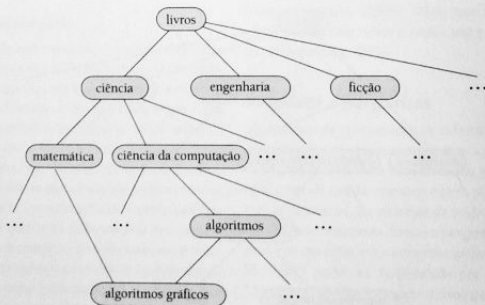 livros
ciência engenharia ficção ...
matemática ciência da computação ... ... ...
... ... algoritmos ...
algoritmos gráficos ...